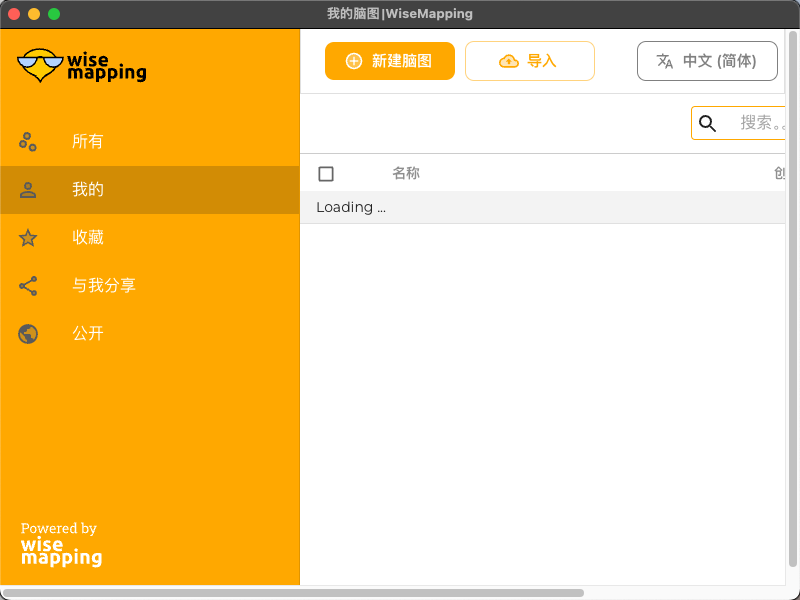 我的脑图|WiseMapping
wise
mapping
新建脑图
导入
中文 (简体)
所有
搜索。
名称
我的
Loading ...
收藏
与我分享
公开
Powered by
wise
mapping